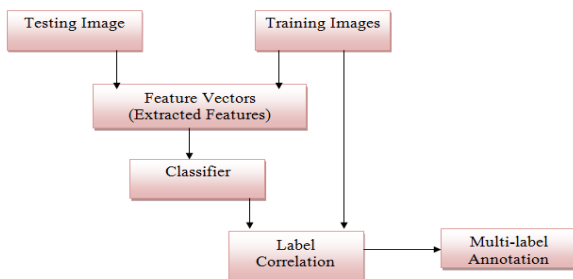 Testing Image
Training Images
Feature Vectors
(Extracted Features)
Classifier
Label
Correlation
Multi-label
Annotation